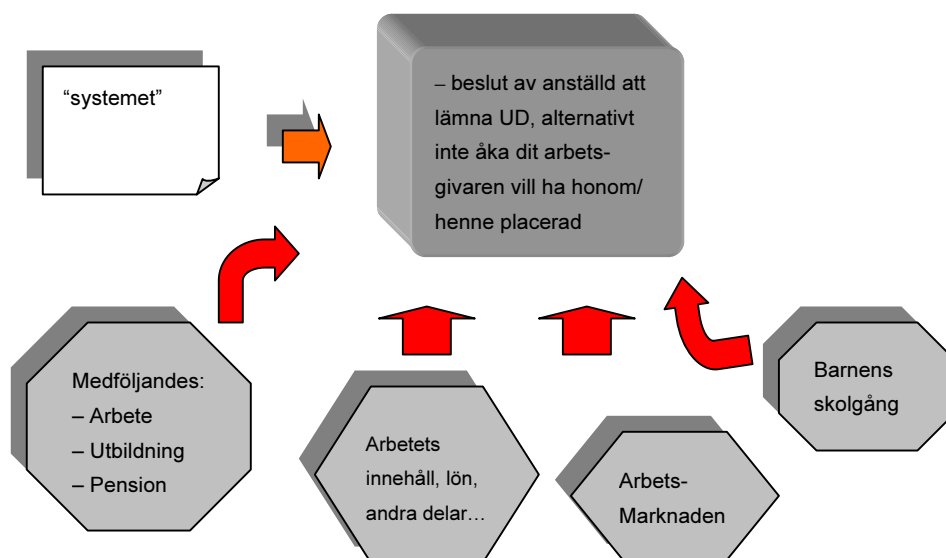 “systemet”
– beslut av anställd att
lämna UD, alternativt
inte åka dit arbets-
givaren vill ha honom/
henne placerad
Medföljandes:
– Arbete
– Utbildning
– Pension
Arbetets
innehåll, lön,
andra delar…
Arbets-
Marknaden
Barnens
skolgång